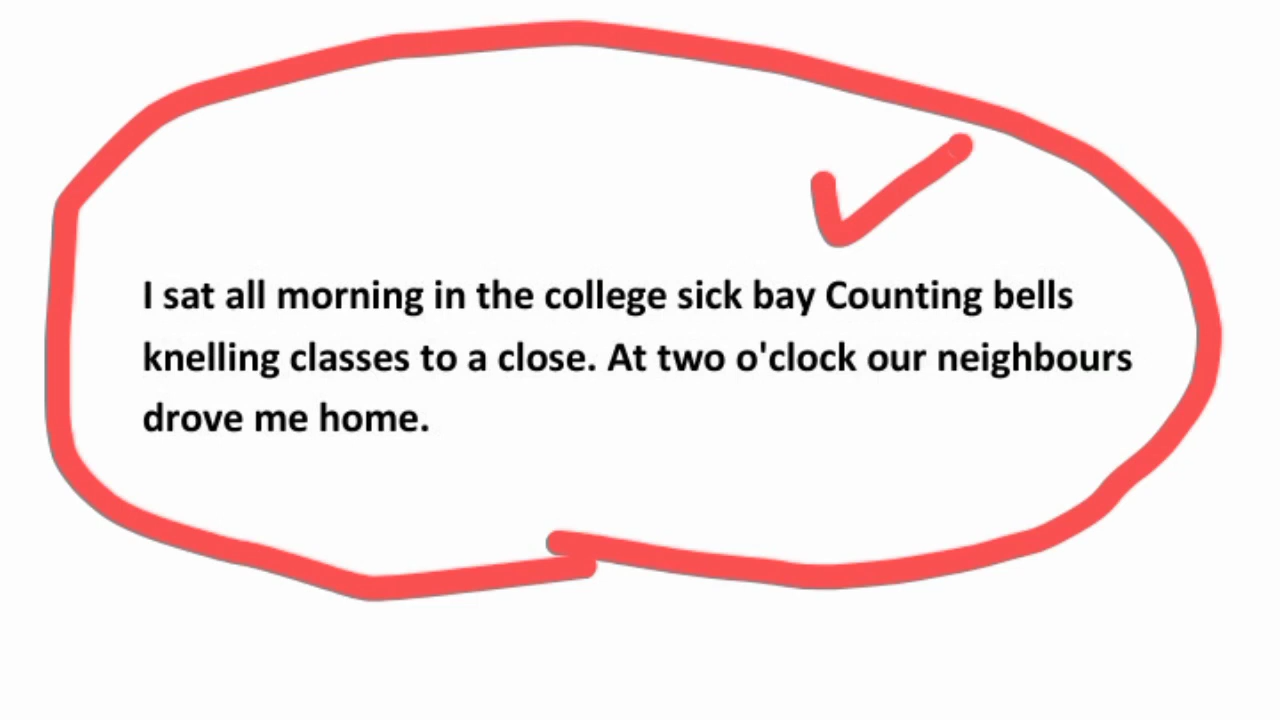 I sat all morning in the college sick bay Counting bells
knelling classes to a close. At two o'clock our neighbours
drove me home.